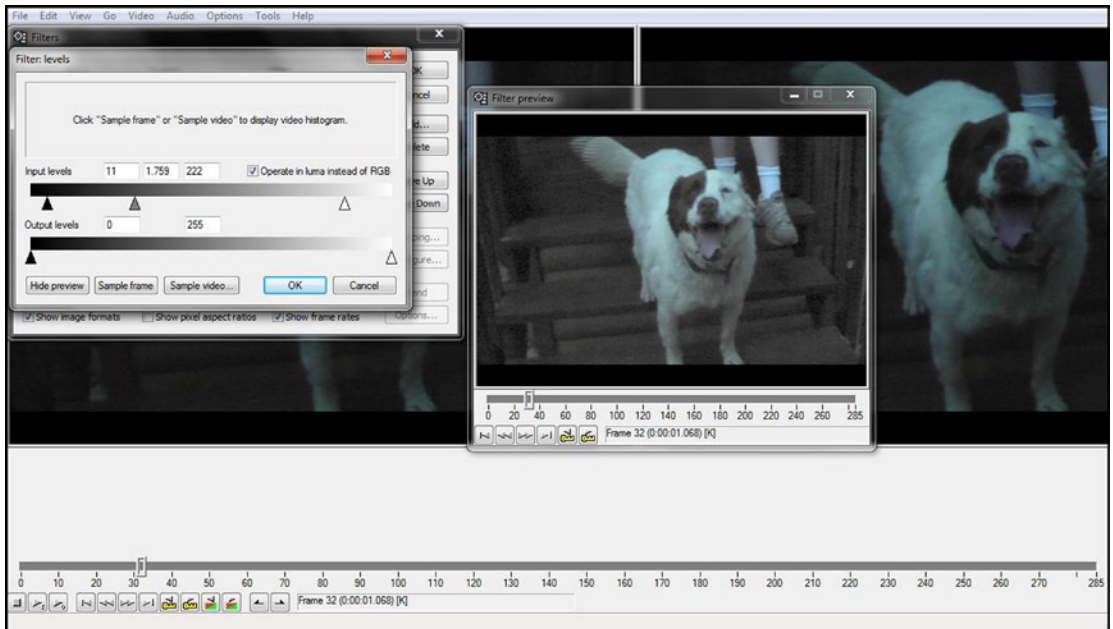 File Edit View Go Video Audio Options Tools Help
Filters
Filter: levels
Click "Sample frame" or "Sample video" to display video histogram.
Input levels 11 1.759 222 Operate in luma instead of RGB
Output levels 0 255
Hide preview Sample frame Sample video... OK Cancel
Show image formats Show pixel aspect ratios Show frame rates Options...
Filter preview
0 20 40 60 80 100 120 140 160 180 200 220 240 260 285
Frame 32 (0:00:01.068) [K]
0 10 20 30 40 50 60 70 80 90 100 110 120 130 140 150 160 170 180 190 200 210 220 230 240 250 260 270 285
Frame 32 (0:00:01.068) [K]